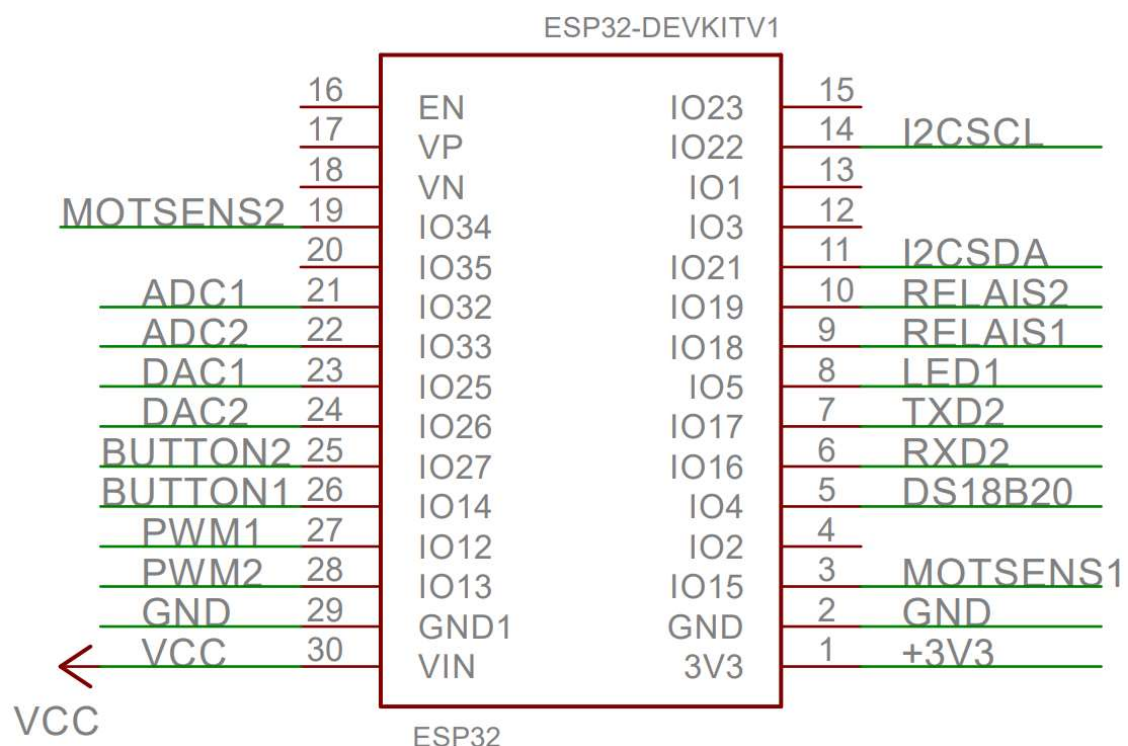 ESP32-DEVKITV1
16 EN IO23 15
17 VP IO22 14 I2CSCL
18 VN IO1 13
MOTSENS2 19 IO34 IO3 12
20 IO35 IO21 11 I2CSDA
ADC1 21 IO32 IO19 10 RELAIS2
ADC2 22 IO33 IO18 9 RELAIS1
DAC1 23 IO25 IO5 8 LED1
DAC2 24 IO26 IO17 7 TXD2
BUTTON2 25 IO27 IO16 6 RXD2
BUTTON1 26 IO14 IO4 5 DS18B20
PWM1 27 IO12 IO2 4
PWM2 28 IO13 IO15 3 MOTSENS1
GND 29 GND1 GND 2 GND
VCC 30 VIN 3V3 1 +3V3
VCC
ESP32